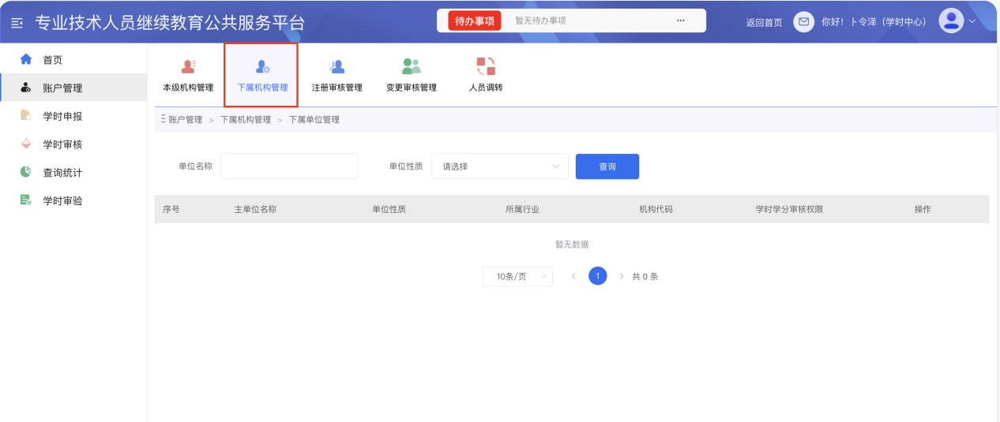 专业技术人员继续教育公共服务平台
待办事项 暂无待办事项 ···
返回首页 你好！卜令泽（学时中心）
首页
账户管理
学时申报
学时审核
查询统计
学时审验
本级机构管理 下属机构管理 注册审核管理 变更审核管理 人员调转
账户管理 > 下属机构管理 > 下属单位管理
单位名称 单位性质 请选择 查询
序号 主单位名称 单位性质 所属行业 机构代码 学时学分审核权限 操作
暂无数据
10条/页 < 1 > 共 0 条